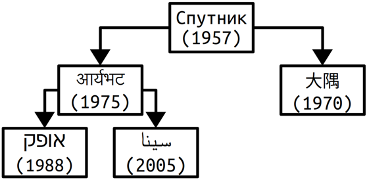 Спутник
(1957)
आर्यभट
(1975)
大隅
(1970)
אופק
(1988)
سينا
(2005)